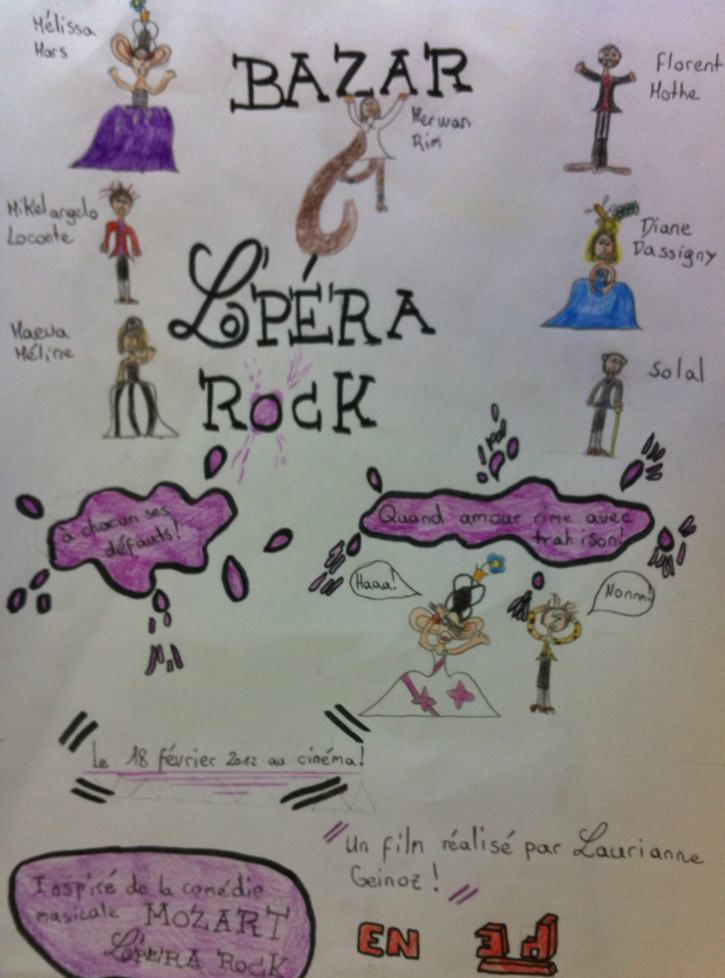 Mélissa
Mars
BAZAR
Florent
Mothe
Merwan
Rim
Mikelangelo
Loconte
Diane
Dassigny
L'OPÉRA
Maeva
Méline
ROCK
Solal
à chacun ses
défauts!
Quand amour rime avec
trahison!
Haaa!
Nonnn!
Le 18 février 2012 au cinéma!
Un film réalisé par Laurianne
Geinoz!
Inspiré de la comédie
musicale MOZART
L'OPÉRA ROCK
EN 3D